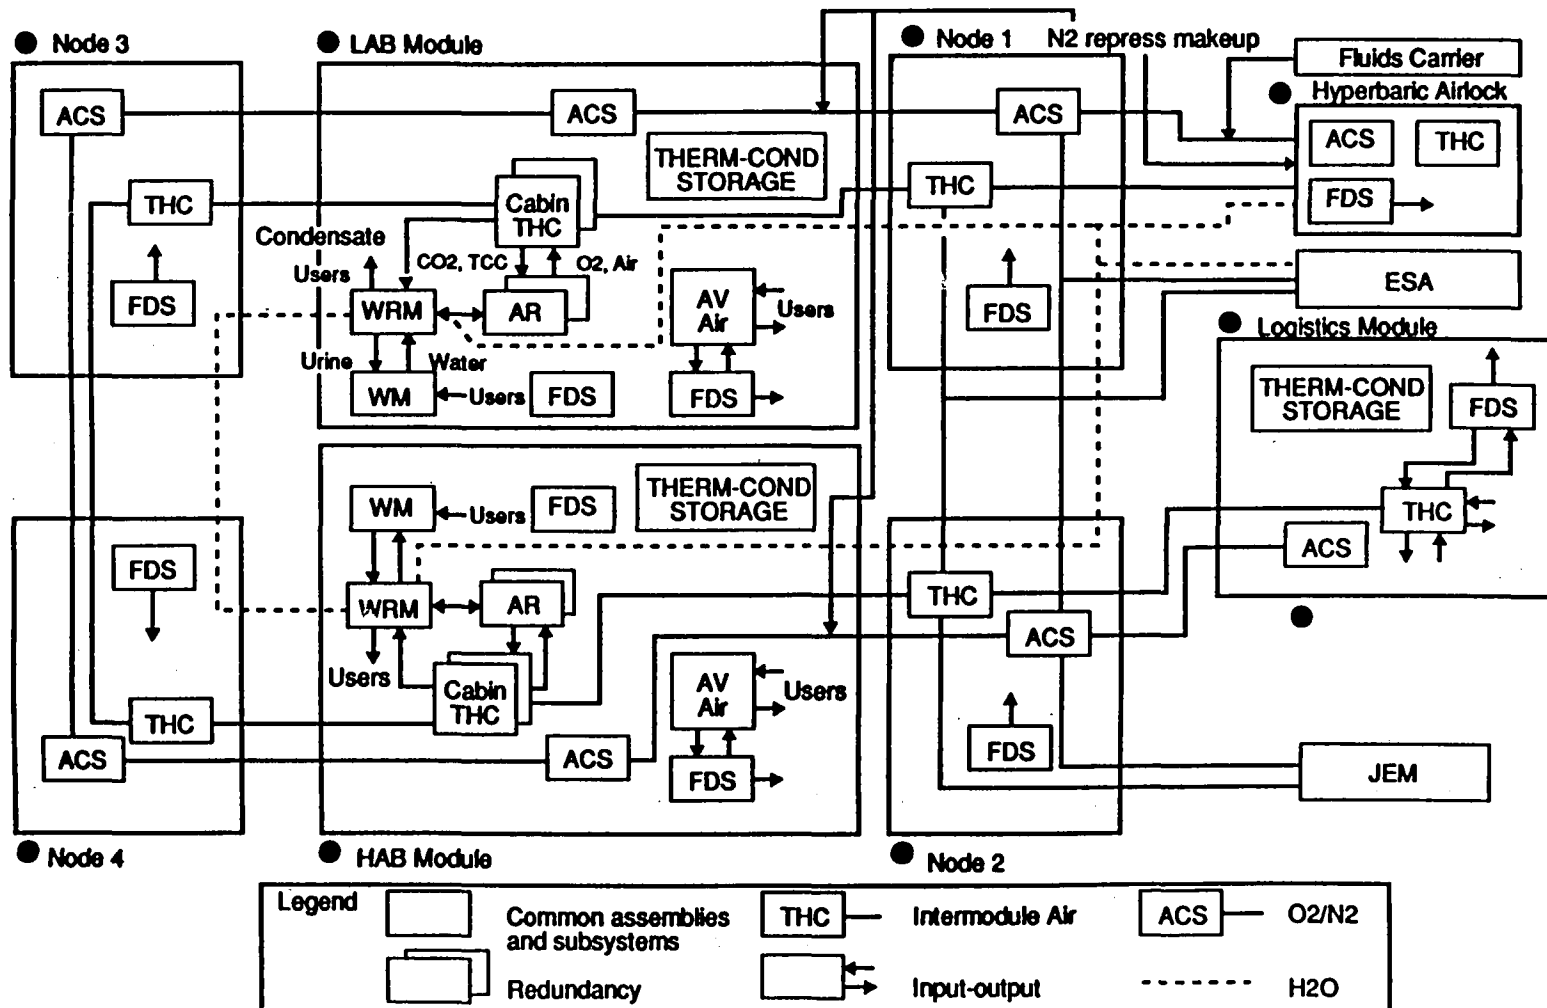 Node 3
LAB Module
Node 1
N2 repress makeup
Fluids Carrier
Hyperbaric Airlock
ACS
ACS
ACS
ACS
THC
THERM-COND
STORAGE
THC
Cabin
THC
THC
FDS
Condensate
Users
CO2, TCC
O2, Air
FDS
WRM
AR
AV
Air
Users
FDS
ESA
Urine
Water
WM
Users
FDS
FDS
Logistics Module
THERM-COND
STORAGE
FDS
THC
ACS
WM
Users
FDS
THERM-COND
STORAGE
FDS
WRM
AR
THC
ACS
Users
Cabin
THC
AV
Air
Users
THC
ACS
ACS
FDS
FDS
JEM
Node 4
HAB Module
Node 2
Legend
Common assemblies
and subsystems
THC
Intermodule Air
ACS
O2/N2
Redundancy
Input-output
H2O